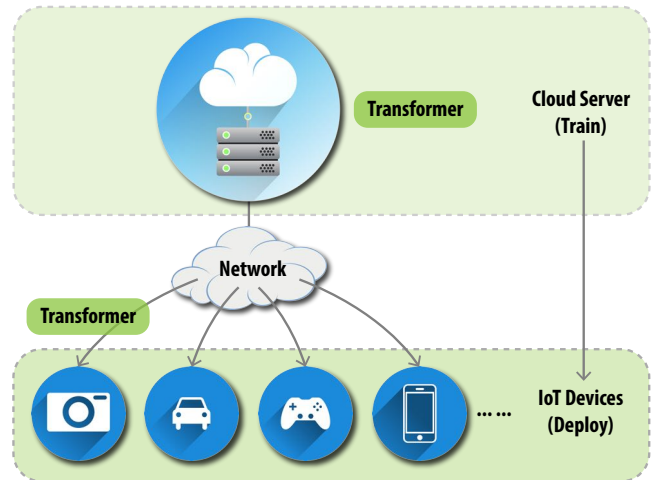 Transformer
Cloud Server
(Train)
Network
Transformer
... ...
IoT Devices
(Deploy)